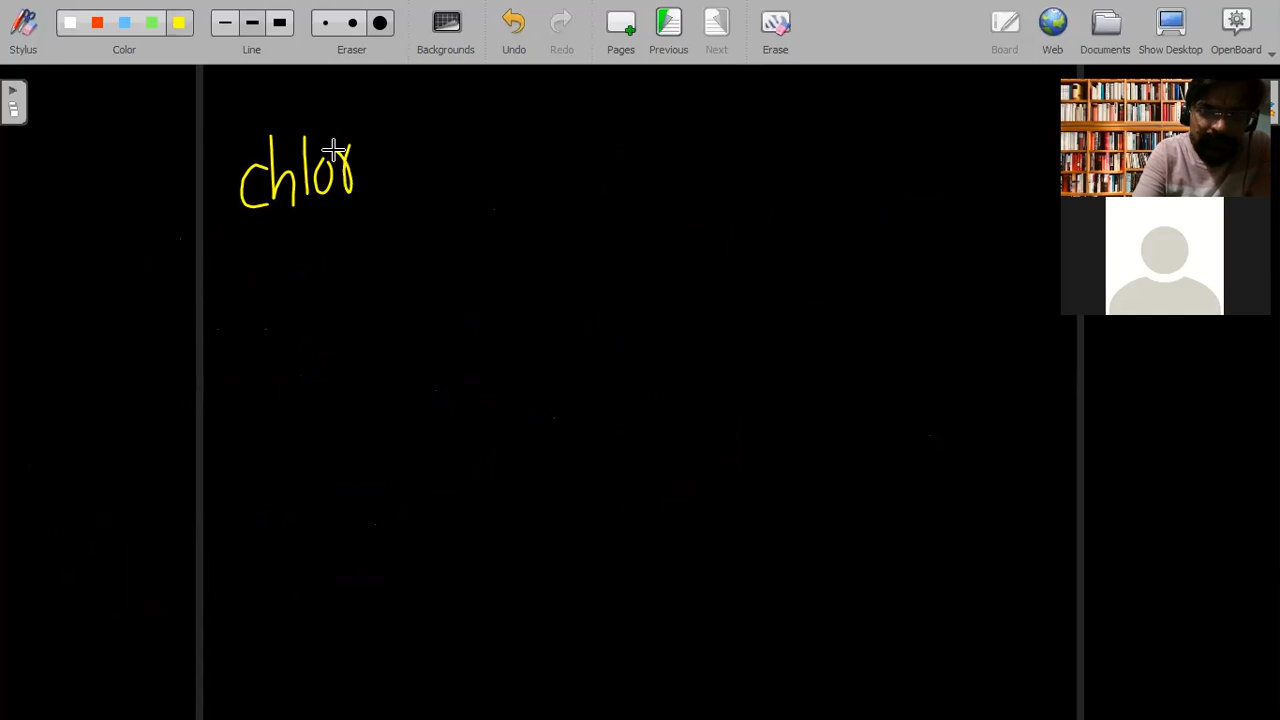 Stylus
Color
Line
Eraser
Backgrounds
Undo
Redo
Pages
Previous
Next
Erase
Board
Web
Documents
Show Desktop
OpenBoard
chlor